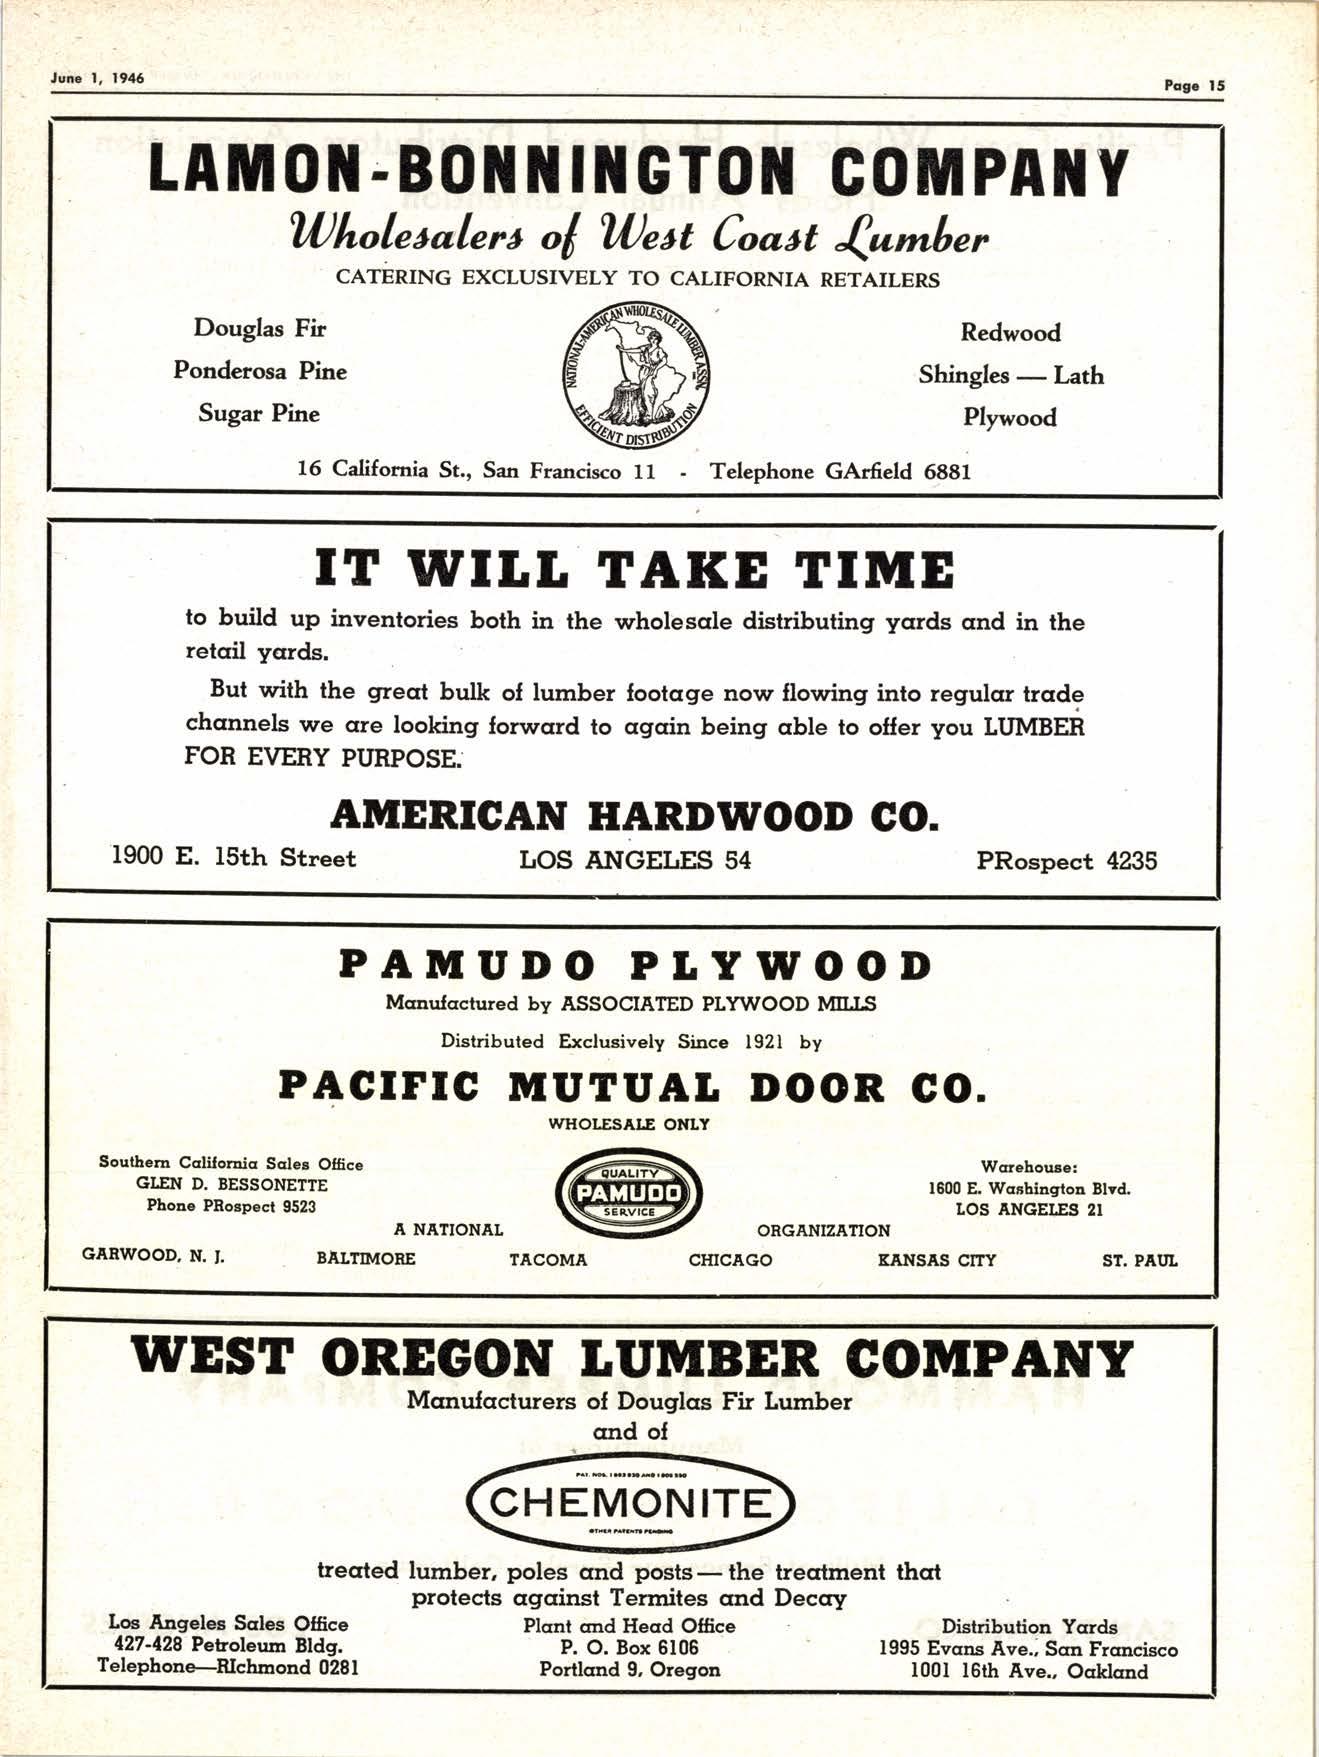 June 1, 1946
Page 15
LAMON-BONNINGTON COMPANY
Wholesalers of West Coast Lumber
CATERING EXCLUSIVELY TO CALIFORNIA RETAILERS
Douglas Fir
Ponderosa Pine
Sugar Pine
NATIONAL-AMERICAN WHOLESALE LUMBER ASSN.
EFFICIENT DISTRIBUTION
Redwood
Shingles — Lath
Plywood
16 California St., San Francisco 11 - Telephone GArfield 6881
IT WILL TAKE TIME
to build up inventories both in the wholesale distributing yards and in the
retail yards.
But with the great bulk of lumber footage now flowing into regular trade
channels we are looking forward to again being able to offer you LUMBER
FOR EVERY PURPOSE.
AMERICAN HARDWOOD CO.
1900 E. 15th Street LOS ANGELES 54 PRospect 4235
PAMUDO PLYWOOD
Manufactured by ASSOCIATED PLYWOOD MILLS
Distributed Exclusively Since 1921 by
PACIFIC MUTUAL DOOR CO.
WHOLESALE ONLY
Southern California Sales Office
GLEN D. BESSONETTE
Phone PRospect 9523
QUALITY
PAMUDO
SERVICE
Warehouse:
1600 E. Washington Blvd.
LOS ANGELES 21
A NATIONAL ORGANIZATION
GARWOOD, N. J. BALTIMORE TACOMA CHICAGO KANSAS CITY ST. PAUL
WEST OREGON LUMBER COMPANY
Manufacturers of Douglas Fir Lumber
and of
PAT. NOS. AND
CHEMONITE
OTHER PATENTS PENDING
treated lumber, poles and posts — the treatment that
protects against Termites and Decay
Los Angeles Sales Office
427-428 Petroleum Bldg.
Telephone—RIchmond 0281
Plant and Head Office
P. O. Box 6106
Portland 9, Oregon
Distribution Yards
1995 Evans Ave., San Francisco
1001 16th Ave., Oakland